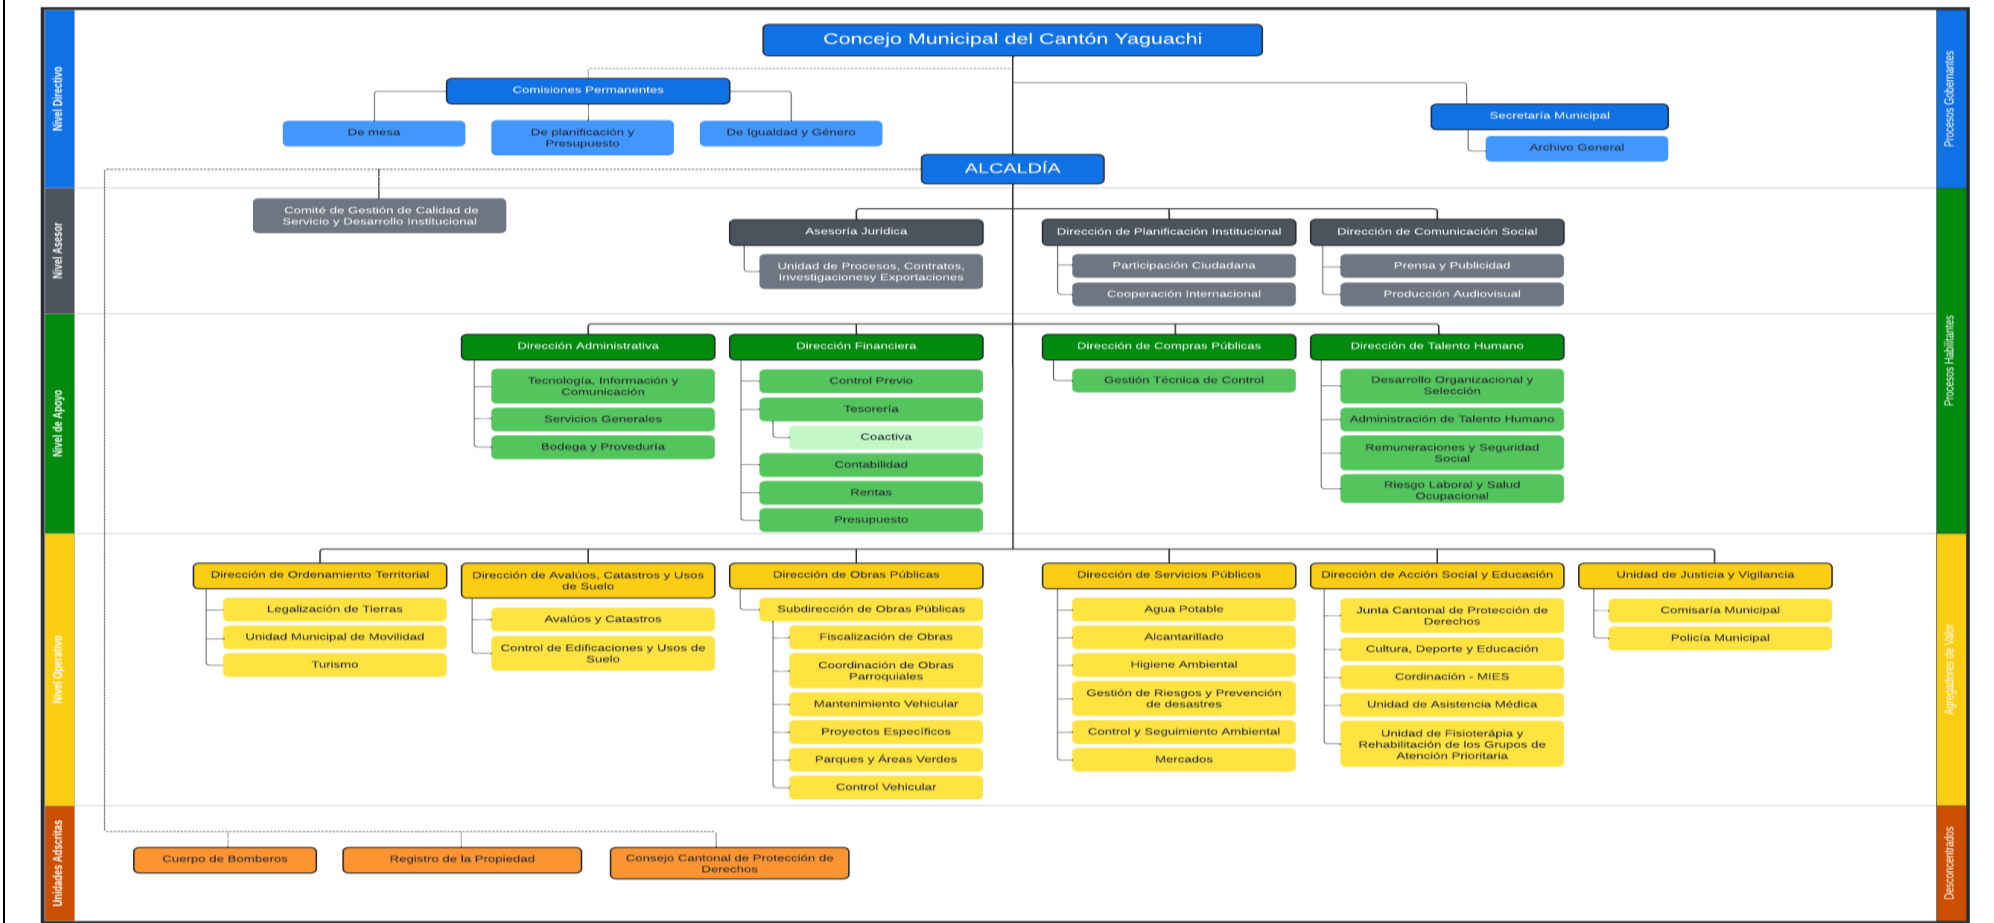 Concejo Municipal del Cantón Yaguachi
Nivel Directivo
Procesos Gobernantes
Comisiones Permanentes
De mesa
De planificación y
Presupuesto
De Igualdad y Género
Secretaría Municipal
Archivo General
ALCALDÍA
Nivel Asesor
Procesos Habilitantes
Comité de Gestión de Calidad de
Servicio y Desarrollo Institucional
Asesoría Jurídica
Unidad de Procesos, Contratos,
Investigacionesy Exportaciones
Dirección de Planificación Institucional
Participación Ciudadana
Cooperación Internacional
Dirección de Comunicación Social
Prensa y Publicidad
Producción Audiovisual
Nivel de Apoyo
Dirección Administrativa
Tecnología, Información y
Comunicación
Servicios Generales
Bodega y Proveduría
Dirección Financiera
Control Previo
Tesorería
Coactiva
Contabilidad
Rentas
Presupuesto
Dirección de Compras Públicas
Gestión Técnica de Control
Dirección de Talento Humano
Desarrollo Organizacional y
Selección
Administración de Talento Humano
Remuneraciones y Seguridad
Social
Riesgo Laboral y Salud
Ocupacional
Nivel Operativo
Agregadores de Valor
Dirección de Ordenamiento Territorial
Legalización de Tierras
Unidad Municipal de Movilidad
Turismo
Dirección de Avalúos, Catastros y Usos
de Suelo
Avalúos y Catastros
Control de Edificaciones y Usos de
Suelo
Dirección de Obras Públicas
Subdirección de Obras Públicas
Fiscalización de Obras
Coordinación de Obras
Parroquiales
Mantenimiento Vehicular
Proyectos Específicos
Parques y Áreas Verdes
Control Vehicular
Dirección de Servicios Públicos
Agua Potable
Alcantarillado
Higiene Ambiental
Gestión de Riesgos y Prevención
de desastres
Control y Seguimiento Ambiental
Mercados
Dirección de Acción Social y Educación
Junta Cantonal de Protección de
Derechos
Cultura, Deporte y Educación
Cordinación - MIES
Unidad de Asistencia Médica
Unidad de Fisioterápia y
Rehabilitación de los Grupos de
Atención Prioritaria
Unidad de Justicia y Vigilancia
Comisaría Municipal
Policía Municipal
Unidades Adscritas
Desconcentrados
Cuerpo de Bomberos
Registro de la Propiedad
Consejo Cantonal de Protección de
Derechos